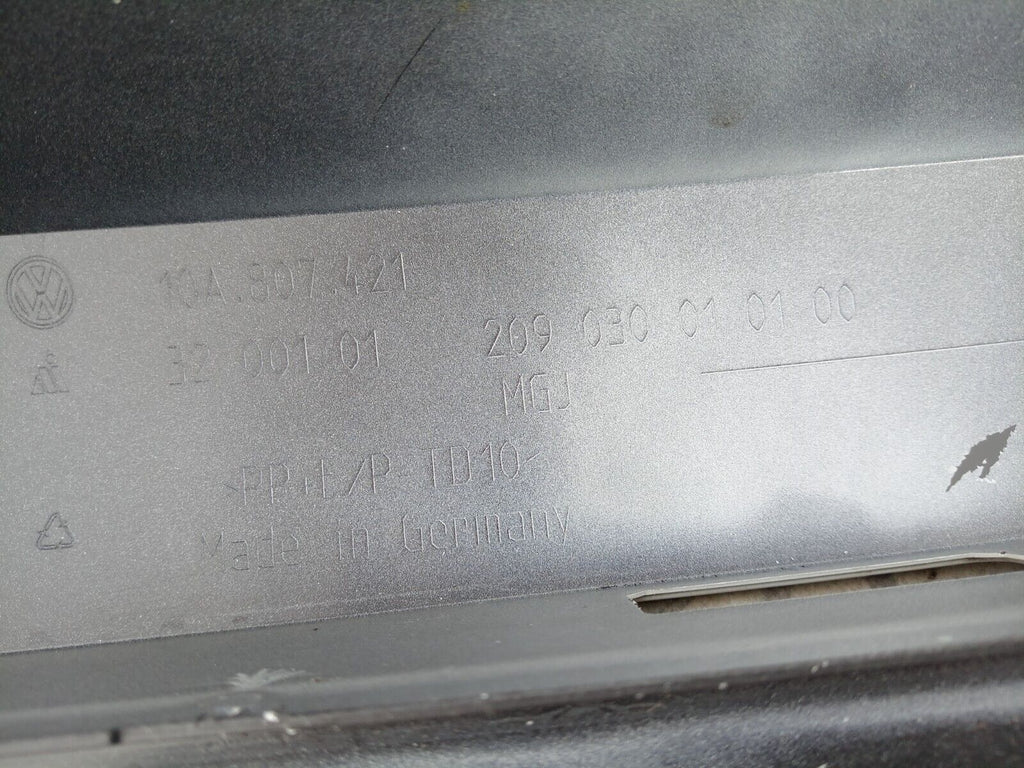 10A.807.421
32 001 01 209 030 01 01 00
MGJ
>PP+E/P TD10<
Made in Germany